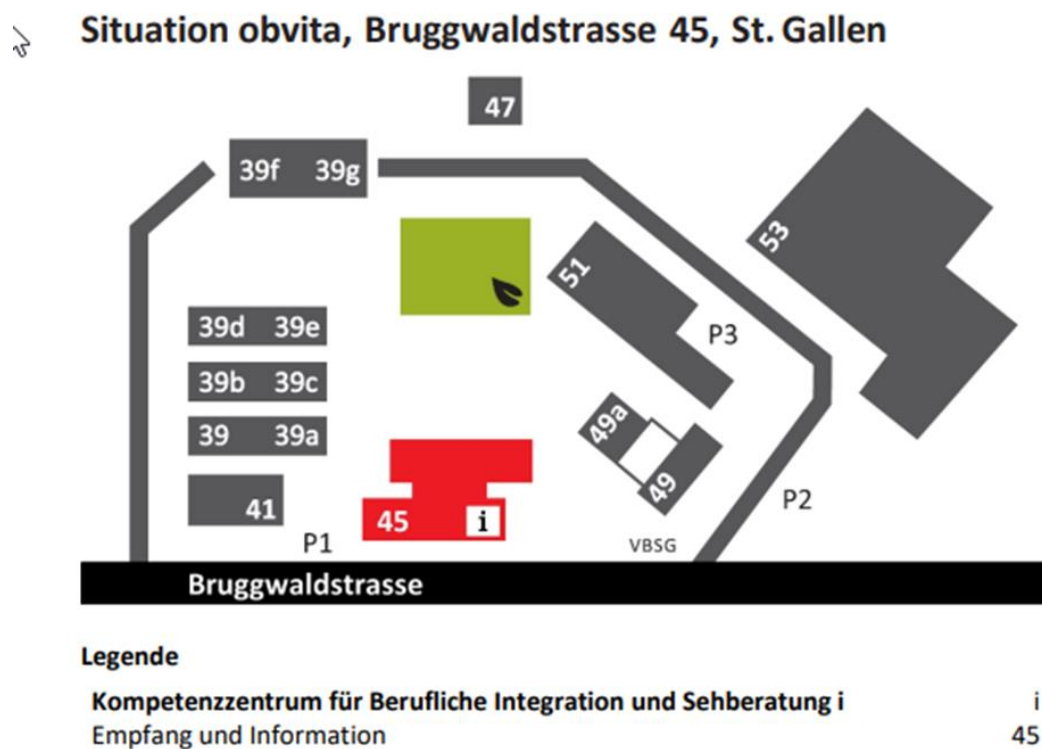 Situation obvita, Bruggwaldstrasse 45, St. Gallen
47
39f 39g
53
51
39d 39e
P3
39b 39c
49a
39 39a
49
P2
41
45 i
P1
VBSG
Bruggwaldstrasse
Legende
Kompetenzzentrum für Berufliche Integration und Sehberatung i i
Empfang und Information 45